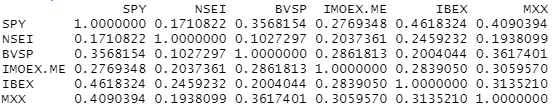 SPY NSEI BVSP IMOEX.ME IBEX MXX
SPY 1.0000000 0.1710822 0.3568154 0.2769348 0.4618324 0.4090394
NSEI 0.1710822 1.0000000 0.1027297 0.2037361 0.2459232 0.1938099
BVSP 0.3568154 0.1027297 1.0000000 0.2861813 0.2004044 0.3617401
IMOEX.ME 0.2769348 0.2037361 0.2861813 1.0000000 0.2839050 0.3059570
IBEX 0.4618324 0.2459232 0.2004044 0.2839050 1.0000000 0.3135210
MXX 0.4090394 0.1938099 0.3617401 0.3059570 0.3135210 1.0000000